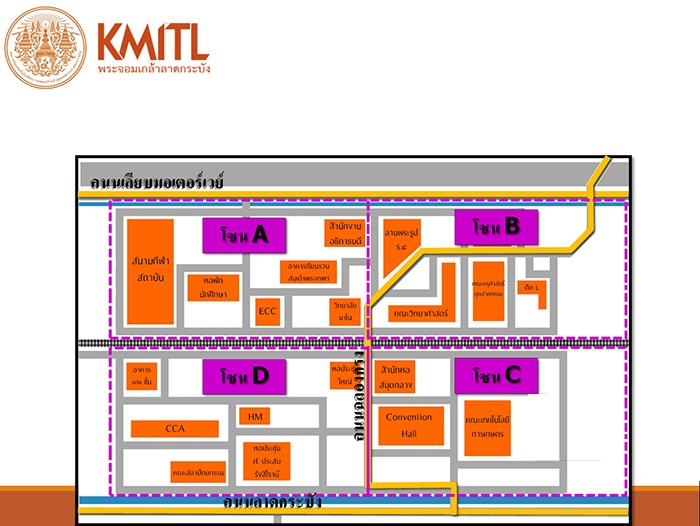 KMITL
พระจอมเกล้าลาดกระบัง
ถนนเลียบมอเตอร์เวย์
สนามกีฬา
สถาบัน
โซน A
สำนักงาน
อธิการบดี
หอพัก
นักศึกษา
อาคารเรียนรวม
สมเด็จพระเทพฯ
ECC
วิทยาลัย
นาโน
ลานพระรูป
ร.๔
โซน B
คณะวิทยาศาสตร์
คณะครุศาสตร์
อุตสาหกรรม
ตึก L
ถนนฉลองกรุง
อาคาร
๑๒ ชั้น
โซน D
หอประชุม
ใหญ่
CCA
HM
คณะสถาปัตยกรรม
หอประชุม
ศ์ ประสม
รังสิโรจน์
สำนักหอ
สมุดกลาง
โซน C
Convention
Hall
คณะเทคโนโลยี
การเกษตร
ถนนลาดกระบัง